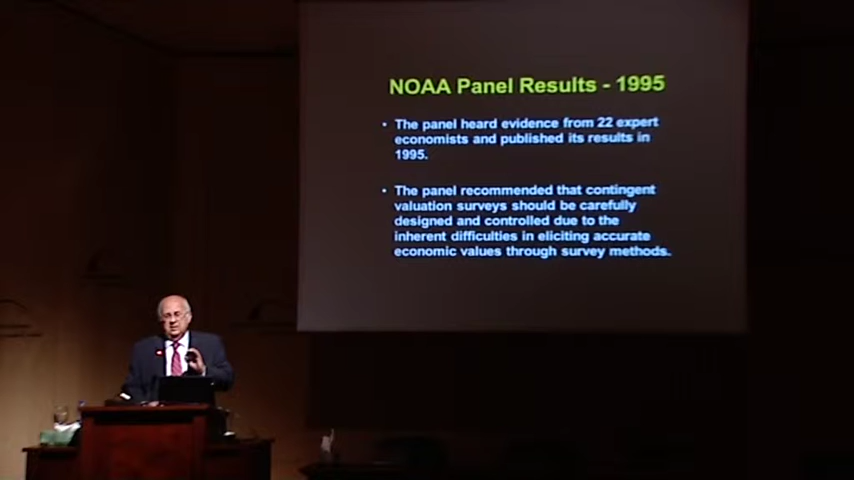 NOAA Panel Results - 1995
• The panel heard evidence from 22 expert
economists and published its results in
1995.
• The panel recommended that contingent
valuation surveys should be carefully
designed and controlled due to the
inherent difficulties in eliciting accurate
economic values through survey methods.